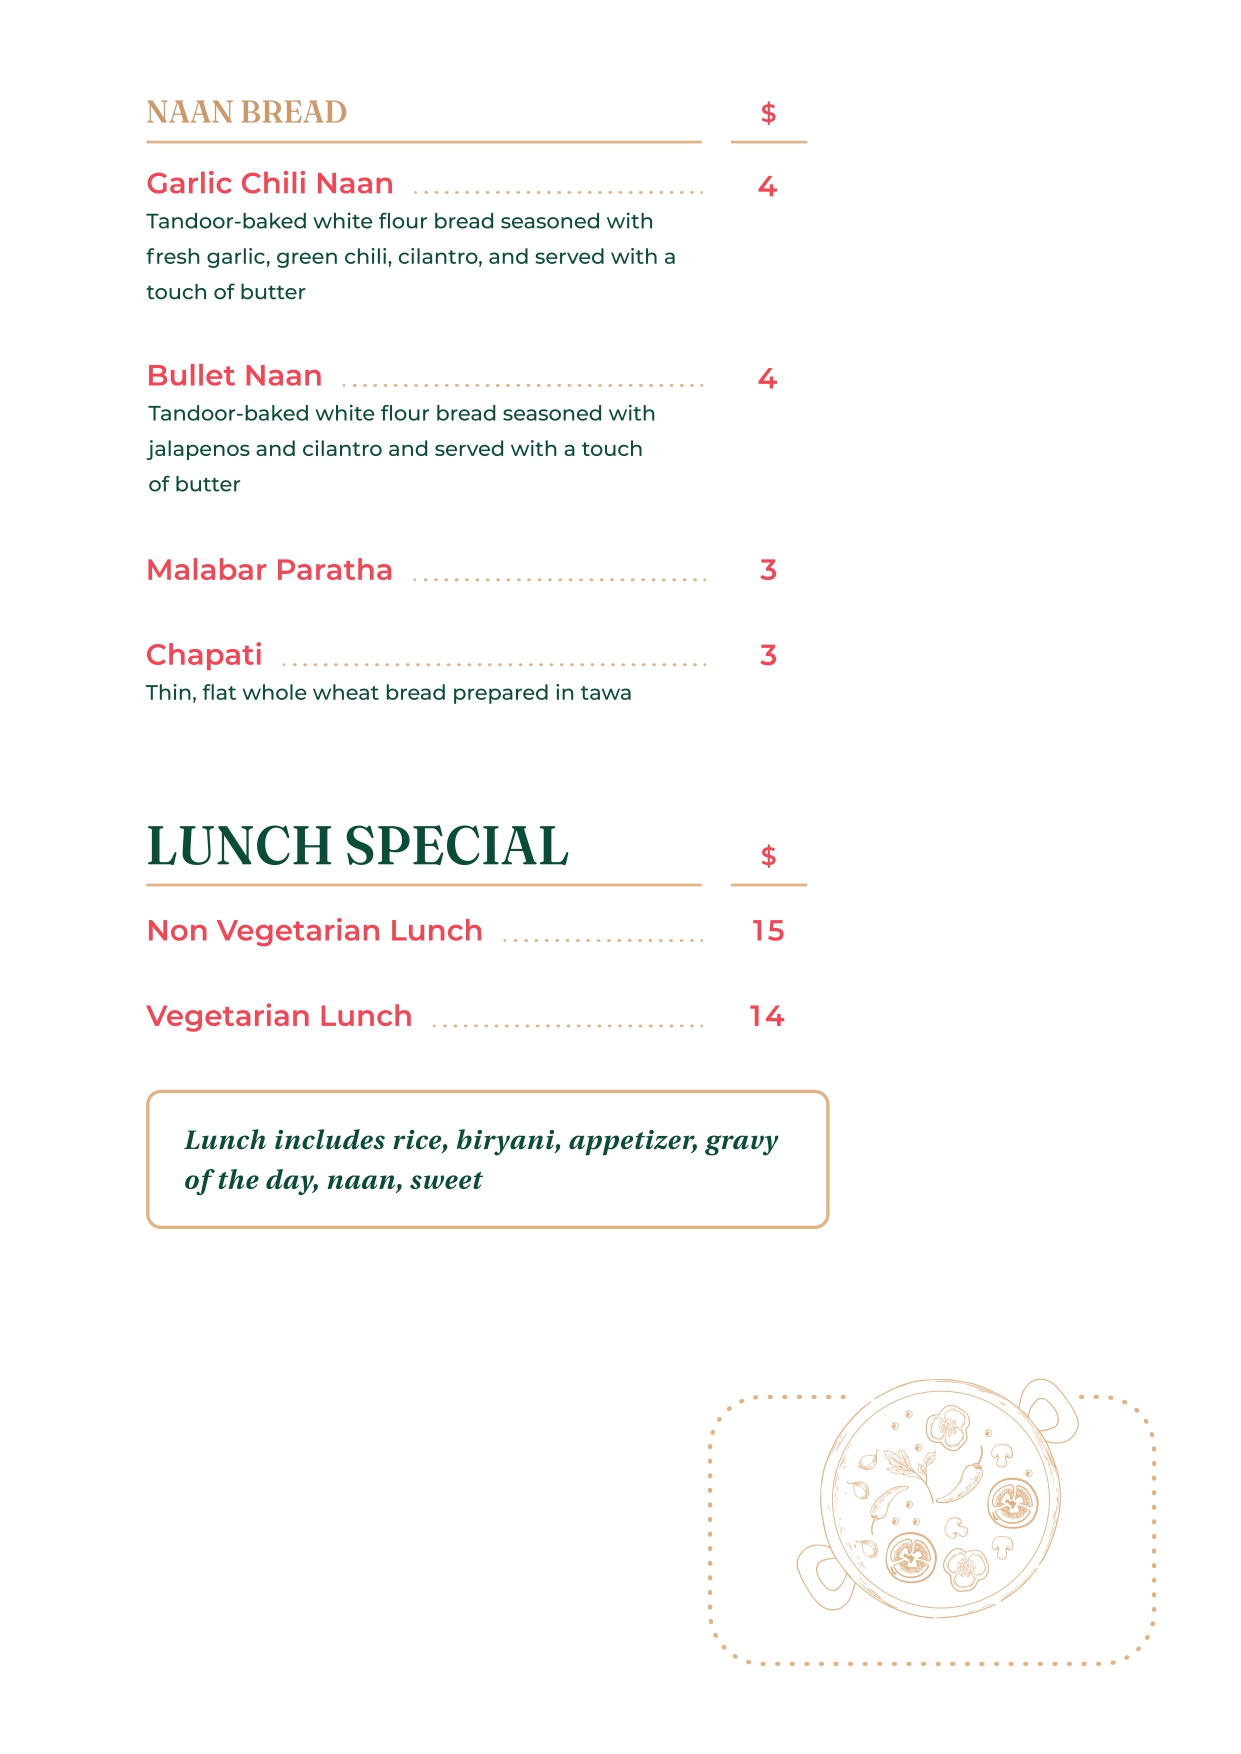 NAAN BREAD $
Garlic Chili Naan 4
Tandoor-baked white flour bread seasoned with
fresh garlic, green chili, cilantro, and served with a
touch of butter
Bullet Naan 4
Tandoor-baked white flour bread seasoned with
jalapenos and cilantro and served with a touch
of butter
Malabar Paratha 3
Chapati 3
Thin, flat whole wheat bread prepared in tawa
LUNCH SPECIAL $
Non Vegetarian Lunch 15
Vegetarian Lunch 14
Lunch includes rice, biryani, appetizer, gravy
of the day, naan, sweet